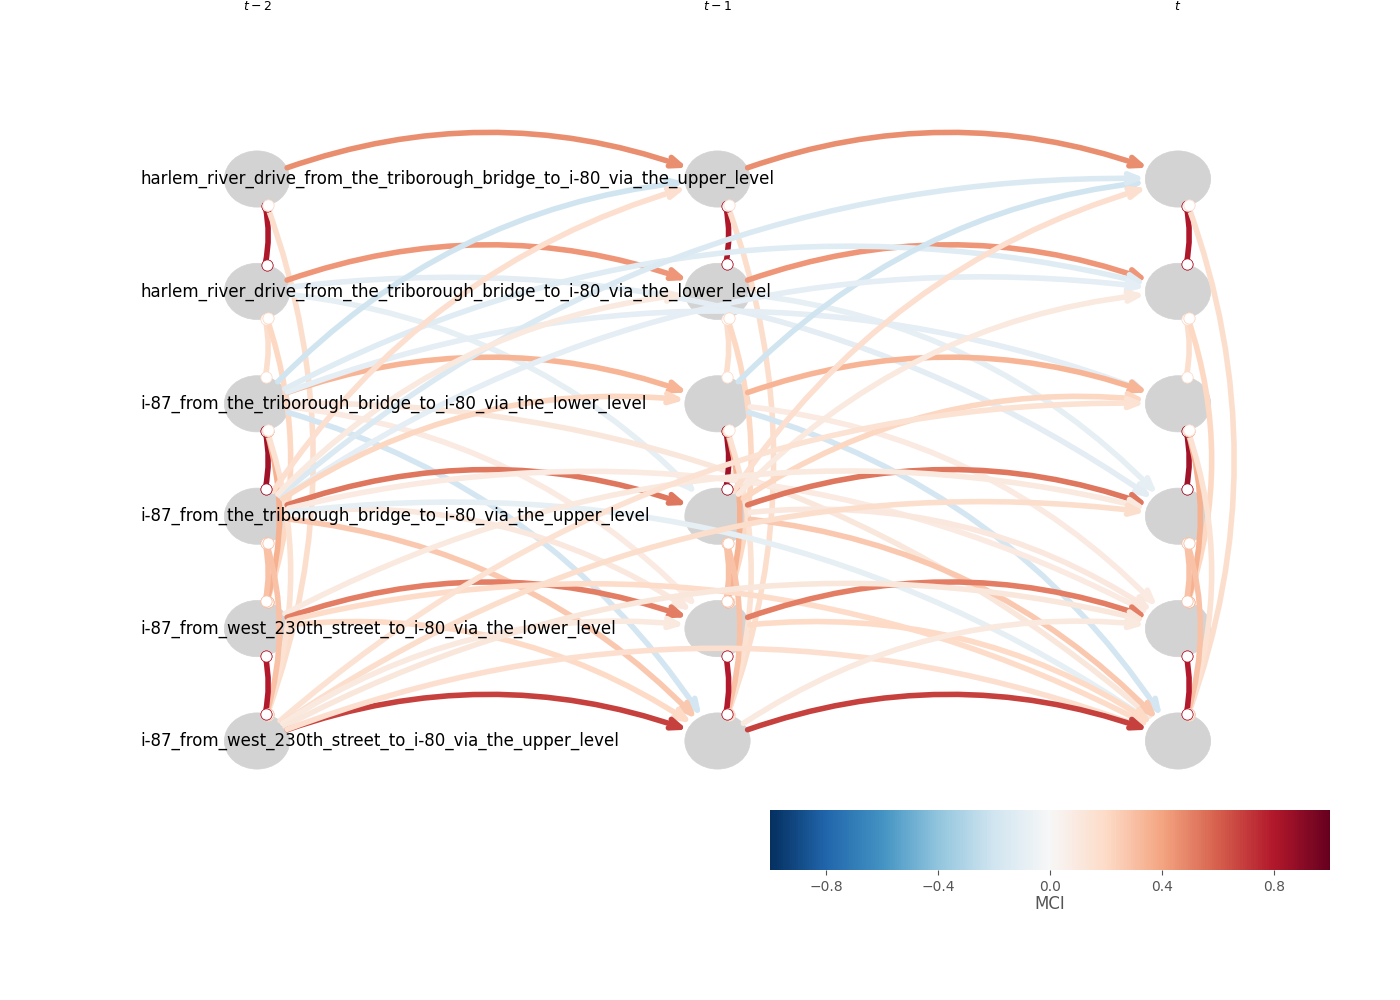 t − 2 t − 1 t
harlem_river_drive_from_the_triborough_bridge_to_i-80_via_the_upper_level
harlem_river_drive_from_the_triborough_bridge_to_i-80_via_the_lower_level
i-87_from_the_triborough_bridge_to_i-80_via_the_lower_level
i-87_from_the_triborough_bridge_to_i-80_via_the_upper_level
i-87_from_west_230th_street_to_i-80_via_the_lower_level
i-87_from_west_230th_street_to_i-80_via_the_upper_level
−0.8 −0.4 0.0 0.4 0.8
MCI